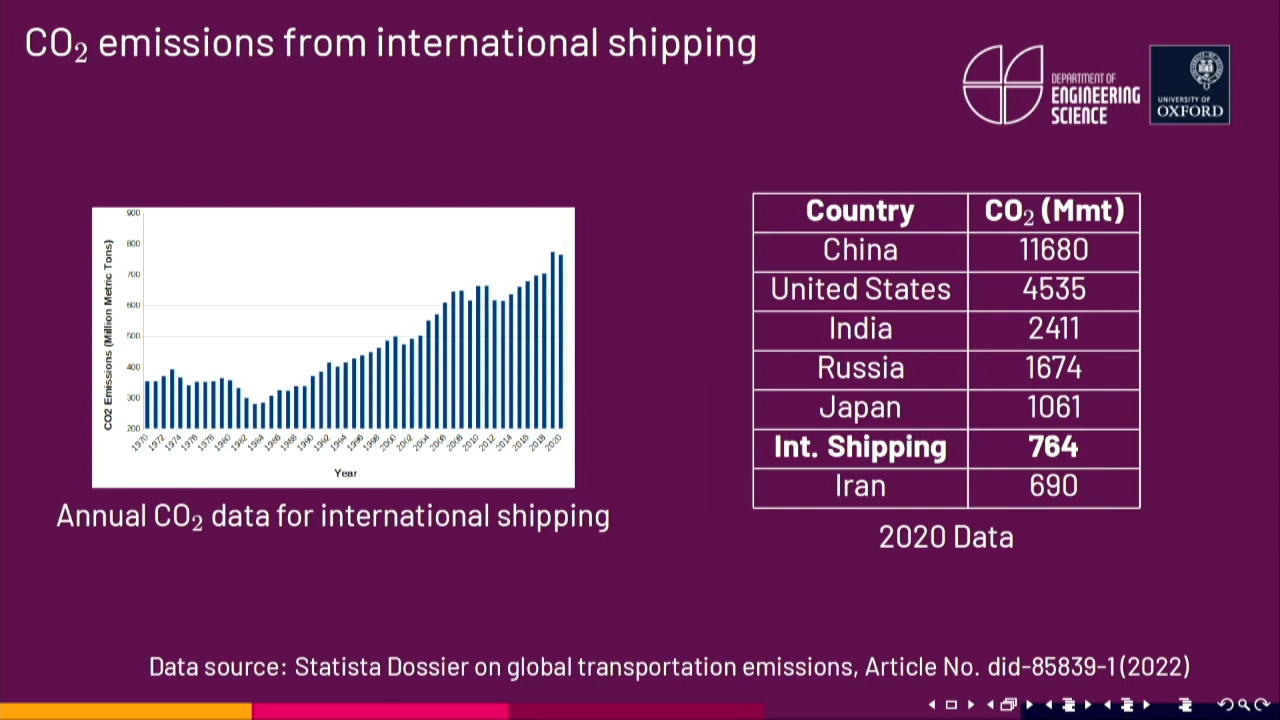 CO₂ emissions from international shipping
DEPARTMENT OF
ENGINEERING
SCIENCE
UNIVERSITY OF
OXFORD
900
800
700
600
500
400
300
200
CO2 Emissions (Million Metric Tons)
1970 1972 1974 1976 1978 1980 1982 1984 1986 1988 1990 1992 1994 1996 1998 2000 2002 2004 2006 2008 2010 2012 2014 2016 2018 2020
Year
Annual CO₂ data for international shipping
Country CO₂ (Mmt)
China 11680
United States 4535
India 2411
Russia 1674
Japan 1061
Int. Shipping 764
Iran 690
2020 Data
Data source: Statista Dossier on global transportation emissions, Article No. did-85839-1 (2022)